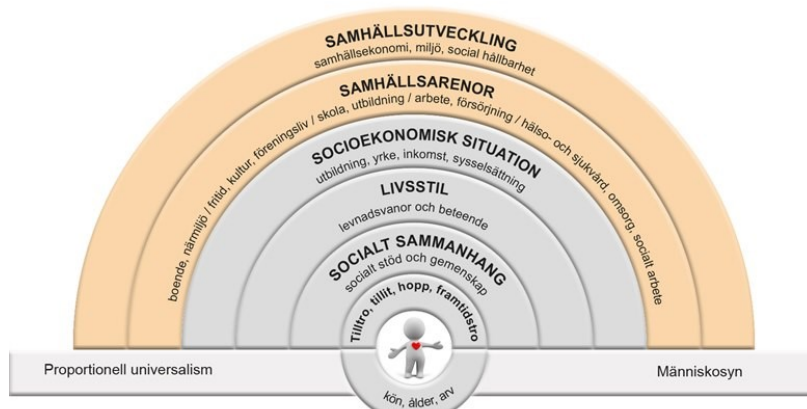 SAMHÄLLSUTVECKLING
samhällsekonomi, miljö, social hållbarhet
SAMHÄLLSARENOR
boende, närmiljö / fritid, kultur, föreningsliv / skola, utbildning / arbete, försörjning / hälso- och sjukvård, omsorg, socialt arbete
SOCIOEKONOMISK SITUATION
utbildning, yrke, inkomst, sysselsättning
LIVSSTIL
levnadsvanor och beteende
SOCIALT SAMMANHANG
socialt stöd och gemenskap
Tilltro, tillit, hopp, framtidstro
Proportionell universalism
Människosyn
kön, ålder, arv